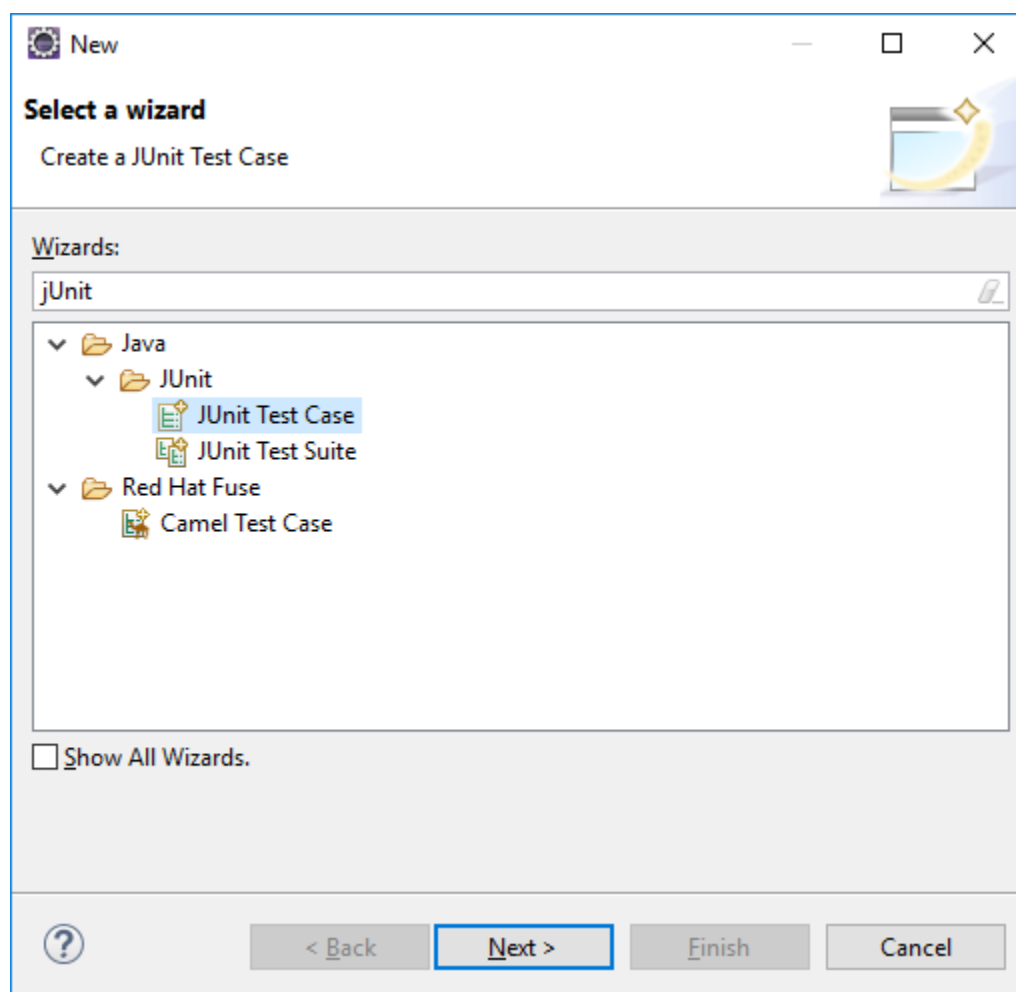 New
Select a wizard
Create a JUnit Test Case
Wizards:
jUnit
Java
JUnit
JUnit Test Case
JUnit Test Suite
Red Hat Fuse
Camel Test Case
Show All Wizards.
? < Back Next > Finish Cancel